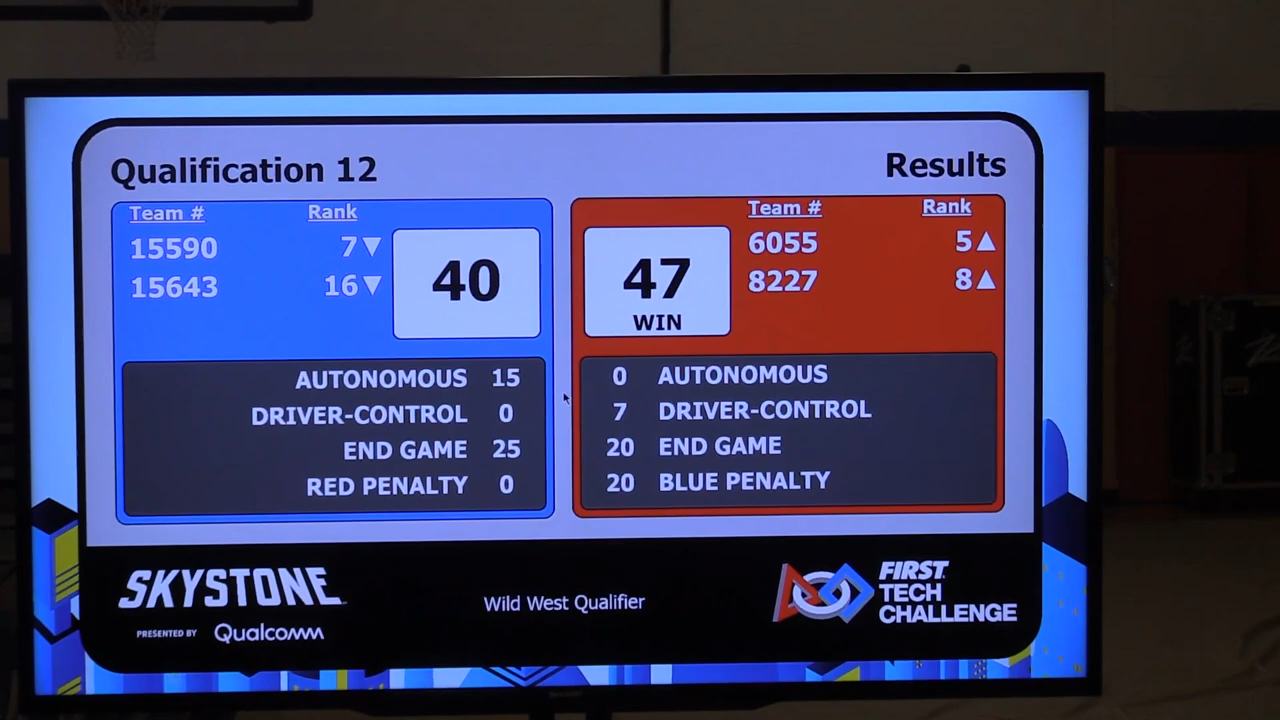 Qualification 12
Results
Team # Rank
15590 7▼
15643 16▼
40
Team # Rank
6055 5▲
8227 8▲
47
WIN
AUTONOMOUS 15
DRIVER-CONTROL 0
END GAME 25
RED PENALTY 0
0 AUTONOMOUS
7 DRIVER-CONTROL
20 END GAME
20 BLUE PENALTY
SKYSTONE
PRESENTED BY Qualcomm
Wild West Qualifier
FIRST
TECH
CHALLENGE